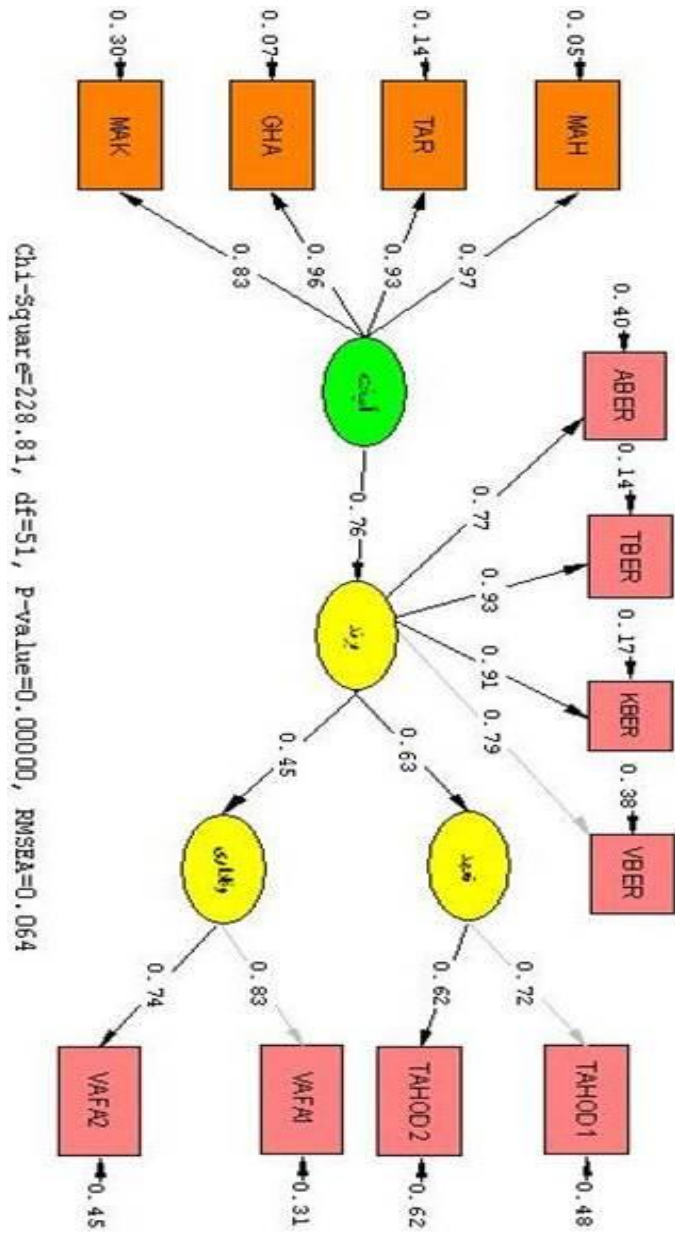 0.40 ABER
0.14 TBER
0.17 KBER
0.38 VBER
0.05 MAH
0.14 TAR
0.07 GHA
0.30 MAK
0.97
0.93
0.96
0.83
آمیخته
0.76
برند
0.77
0.93
0.91
0.79
0.63
0.45
تعهد
وفاداری
0.72
0.62
0.83
0.74
TAHOD1 0.48
TAHOD2 0.62
VAFA1 0.31
VAFA2 0.45
Chi-Square=228.81, df=51, P-value=0.00000, RMSEA=0.064